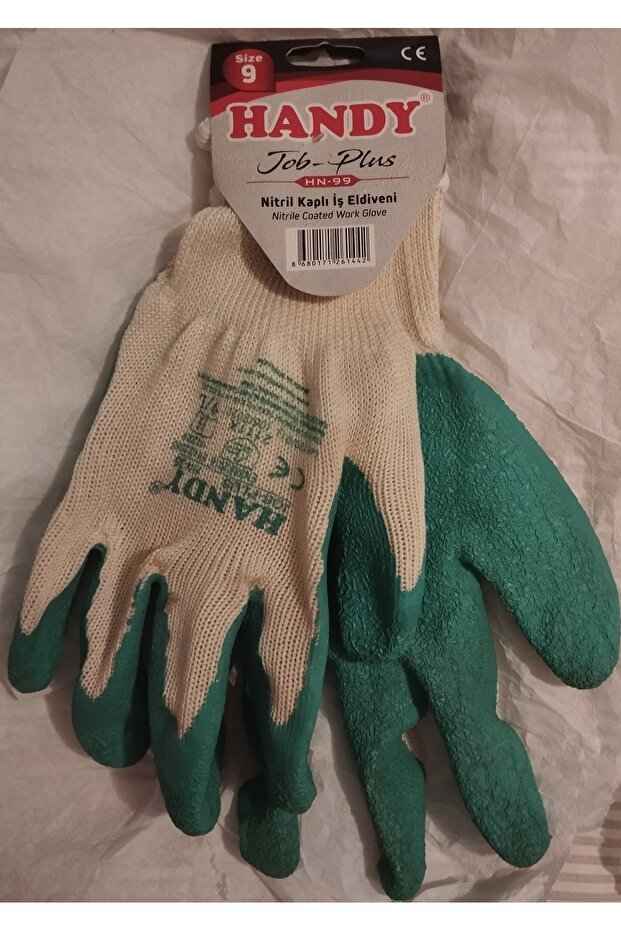 Size
9
CE
HANDY®
Job-Plus
HN-99
Nitril Kaplı İş Eldiveni
Nitrile Coated Work Glove
8 680171 261442
CE
HANDY®